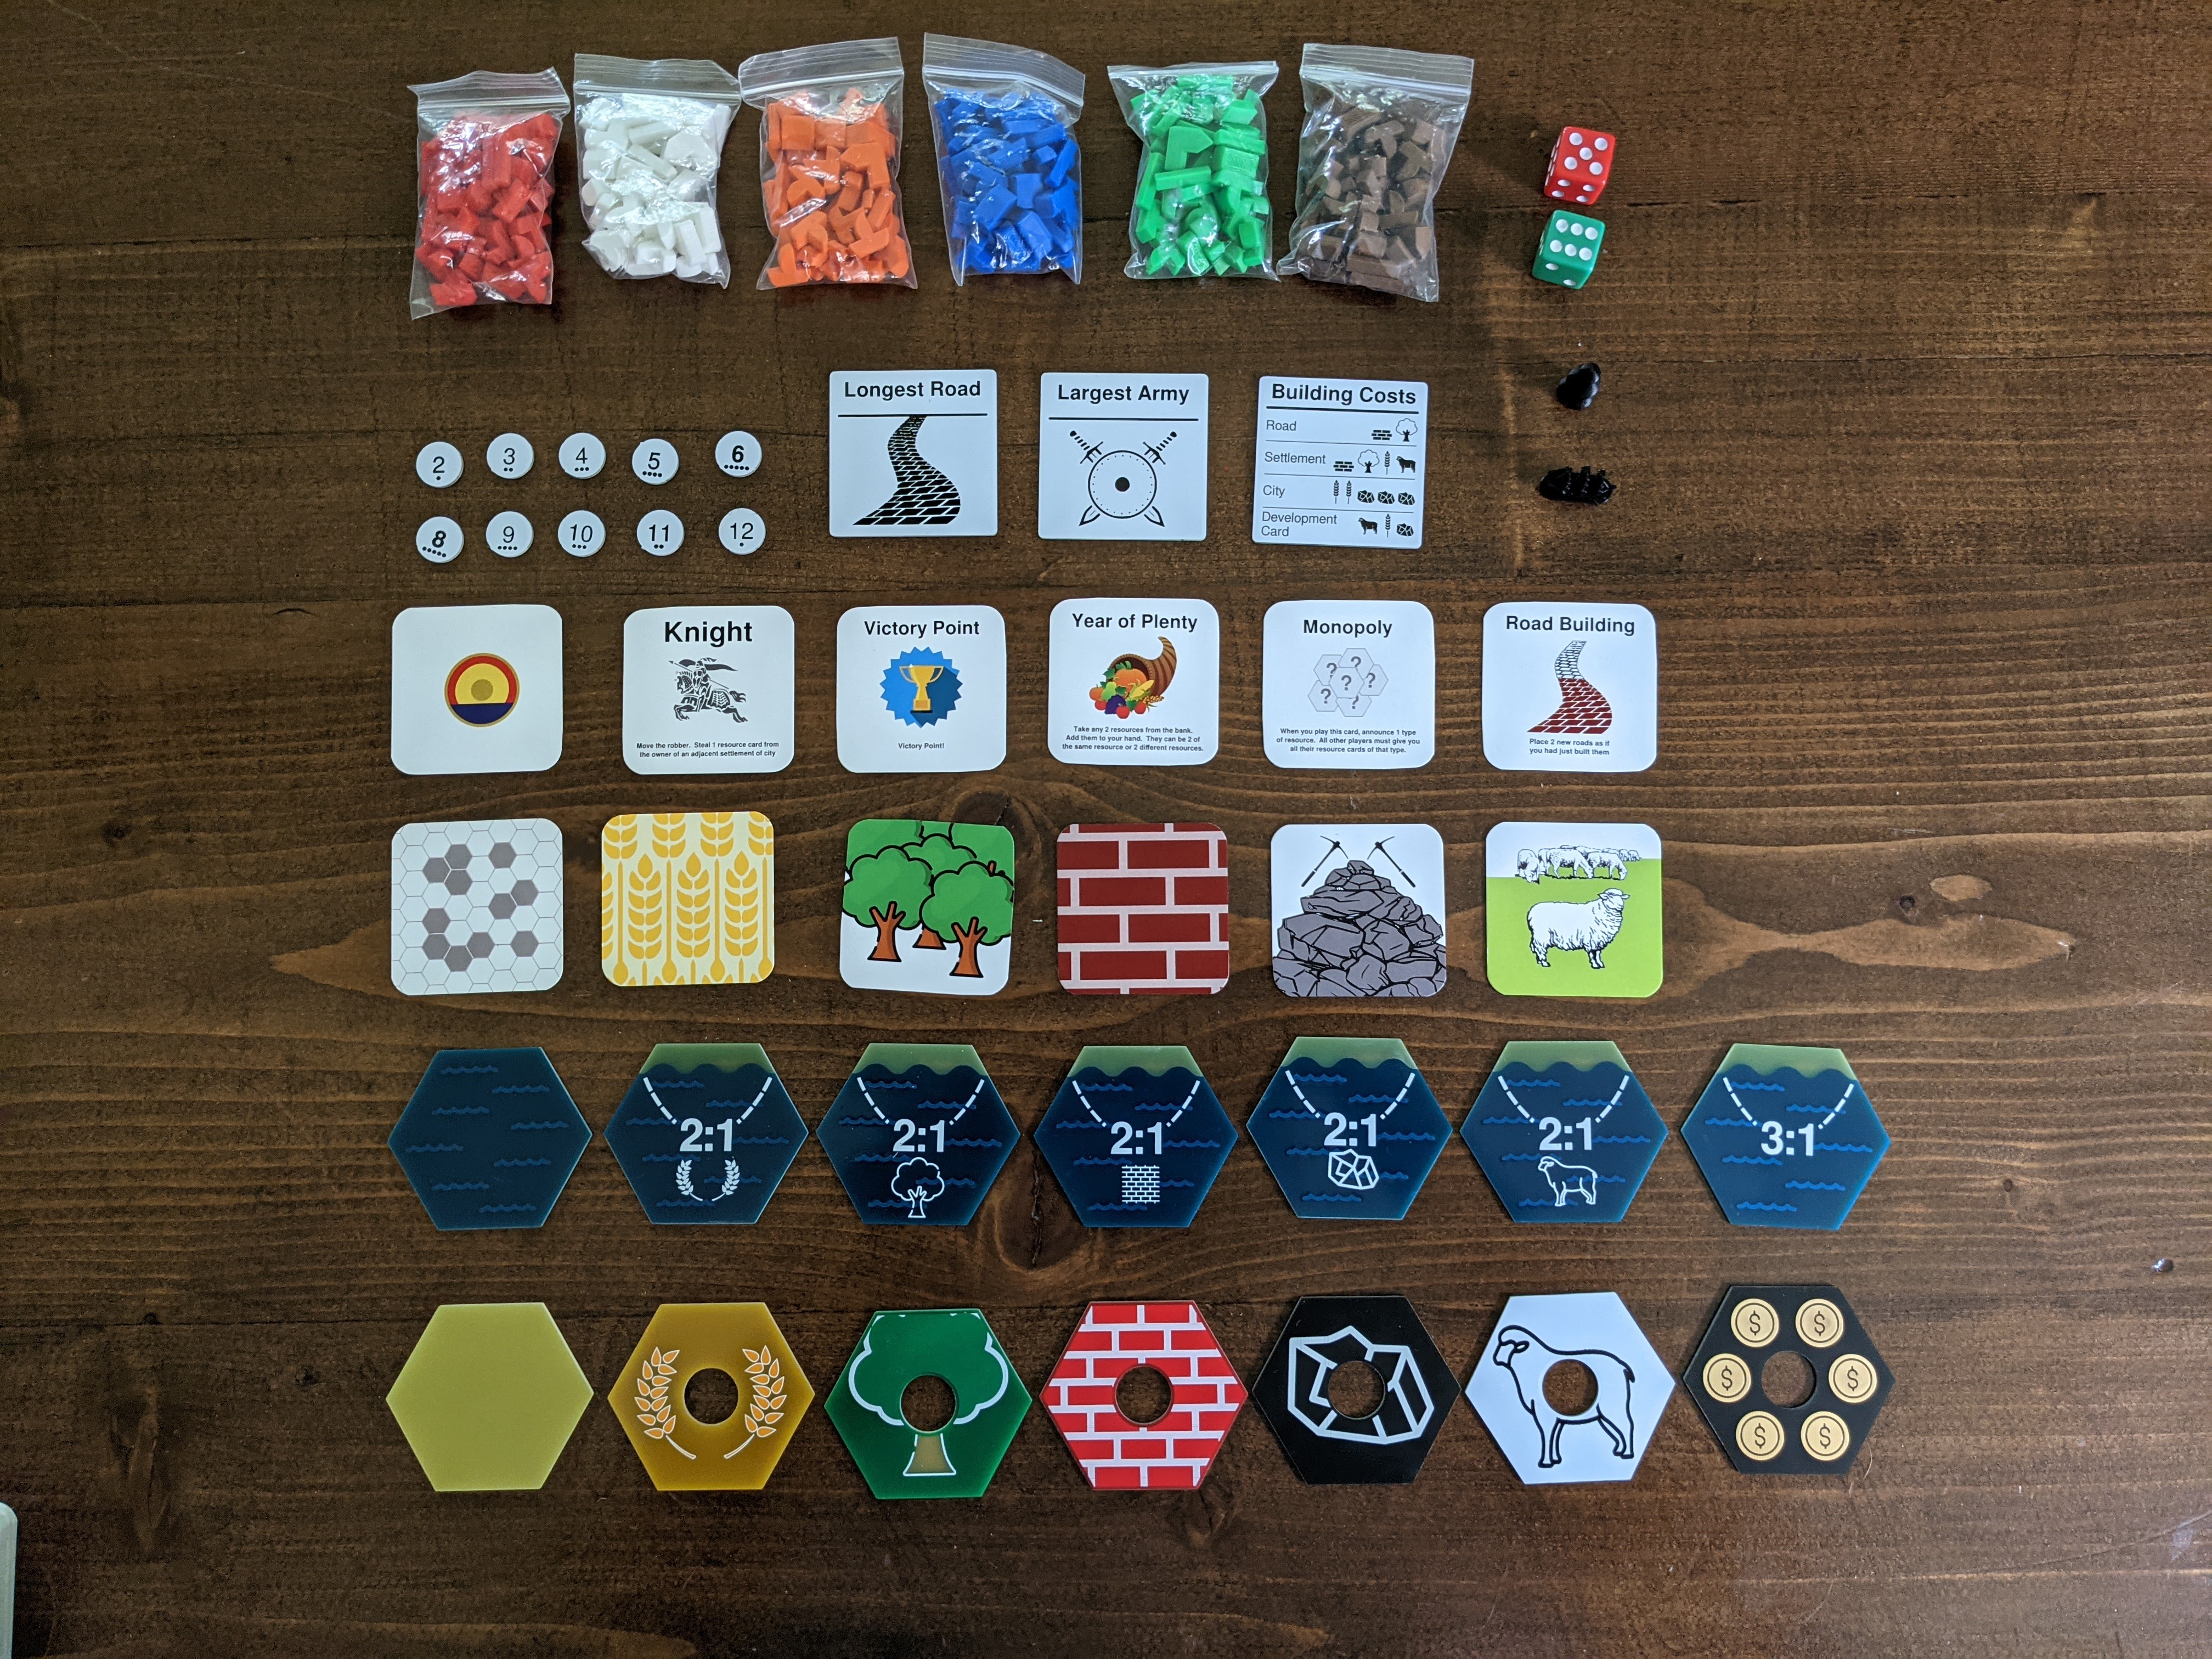 Longest Road
Largest Army
Building Costs
Road
Settlement
City
Development
Card
2
3
4
5
6
8
9
10
11
12
Knight
Move the robber. Steal 1 resource card from
the owner of an adjacent settlement of city
Victory Point
Victory Point!
Year of Plenty
Take any 2 resources from the bank.
Add them to your hand. They can be 2 of
the same resource or 2 different resources.
Monopoly
? ? ? ? ? ?
When you play this card, announce 1 type
of resource. All other players must give you
all their resource cards of that type.
Road Building
Place 2 new roads as if
you had just built them
2:1
2:1
2:1
2:1
2:1
3:1
$ $
$ $
$ $